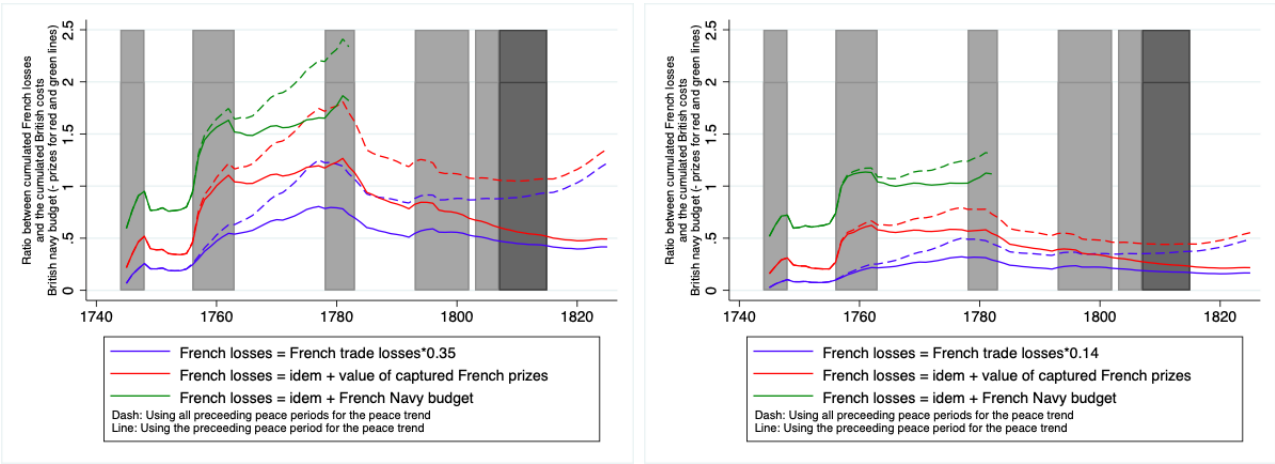 Ratio between cumulated French losses
and the cumulated British costs
British navy budget (- prizes for red and green lines)
2.5
2
1.5
1
.5
0
1740
1760
1780
1800
1820
French losses = French trade losses*0.35
French losses = idem + value of captured French prizes
French losses = idem + French Navy budget
Dash: Using all preceeding peace periods for the peace trend
Line: Using the preceeding peace period for the peace trend
Ratio between cumulated French losses
and the cumulated British costs
British navy budget (- prizes for red and green lines)
2.5
2
1.5
1
.5
0
1740
1760
1780
1800
1820
French losses = French trade losses*0.14
French losses = idem + value of captured French prizes
French losses = idem + French Navy budget
Dash: Using all preceeding peace periods for the peace trend
Line: Using the preceeding peace period for the peace trend